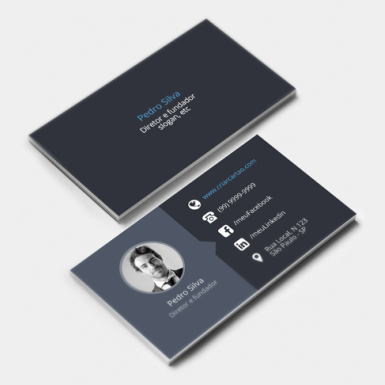 Pedro Silva
Diretor e fundador
slogan, etc
www.criarcartao.com
(99) 9999-9999
/meuFacebook
/meuLinkedin
Rua Local, N 123
São Paulo - SP
Pedro Silva
Diretor e fundador